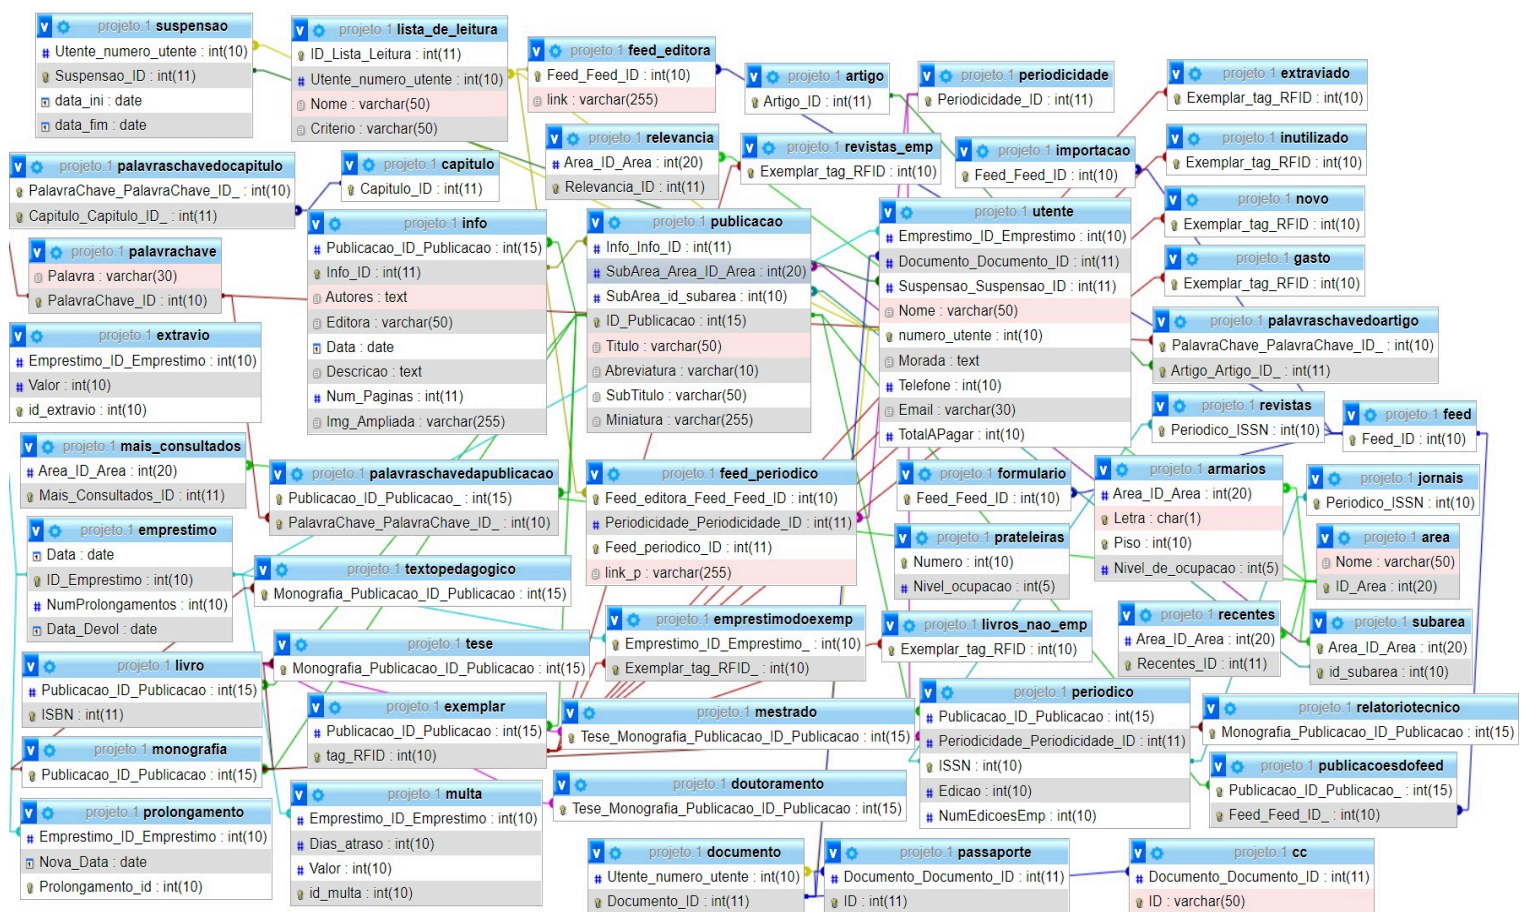 projeto.1 suspensao
Utente_numero_utente : int(10)
Suspensao_ID : int(11)
data_ini : date
data_fim : date
projeto.1 lista_de_leitura
ID_Lista_Leitura : int(11)
Utente_numero_utente : int(10)
Nome : varchar(50)
Criterio : varchar(50)
projeto.1 feed_editora
Feed_Feed_ID : int(10)
link : varchar(255)
projeto.1 artigo
Artigo_ID : int(11)
projeto.1 periodicidade
Periodicidade_ID : int(11)
projeto.1 extraviado
Exemplar_tag_RFID : int(10)
projeto.1 relevancia
Area_ID_Area : int(20)
Relevancia_ID : int(11)
projeto.1 revistas_emp
Exemplar_tag_RFID : int(10)
projeto.1 importacao
Feed_Feed_ID : int(10)
projeto.1 inutilizado
Exemplar_tag_RFID : int(10)
projeto.1 palavraschavedocapitulo
PalavraChave_PalavraChave_ID_ : int(10)
Capitulo_Capitulo_ID_ : int(11)
projeto.1 capitulo
Capitulo_ID : int(11)
projeto.1 novo
Exemplar_tag_RFID : int(10)
projeto.1 info
Publicacao_ID_Publicacao : int(15)
Info_ID : int(11)
Autores : text
Editora : varchar(50)
Data : date
Descricao : text
Num_Paginas : int(11)
Img_Ampliada : varchar(255)
projeto.1 publicacao
Info_Info_ID : int(11)
SubArea_Area_ID_Area : int(20)
SubArea_id_subarea : int(10)
ID_Publicacao : int(15)
Titulo : varchar(50)
Abreviatura : varchar(10)
SubTitulo : varchar(50)
Miniatura : varchar(255)
projeto.1 utente
Emprestimo_ID_Emprestimo : int(10)
Documento_Documento_ID : int(11)
Suspensao_Suspensao_ID : int(11)
Nome : varchar(50)
numero_utente : int(10)
Morada : text
Telefone : int(10)
Email : varchar(30)
TotalAPagar : int(10)
projeto.1 gasto
Exemplar_tag_RFID : int(10)
projeto.1 palavrachave
Palavra : varchar(30)
PalavraChave_ID : int(10)
projeto.1 palavraschavedoartigo
PalavraChave_PalavraChave_ID_ : int(10)
Artigo_Artigo_ID_ : int(11)
projeto.1 extravio
Emprestimo_ID_Emprestimo : int(10)
Valor : int(10)
id_extravio : int(10)
projeto.1 revistas
Periodico_ISSN : int(10)
projeto.1 feed
Feed_ID : int(10)
projeto.1 mais_consultados
Area_ID_Area : int(20)
Mais_Consultados_ID : int(11)
projeto.1 palavraschavedapublicacao
Publicacao_ID_Publicacao_ : int(15)
PalavraChave_PalavraChave_ID_ : int(10)
projeto.1 feed_periodico
Feed_editora_Feed_Feed_ID : int(10)
Periodicidade_Periodicidade_ID : int(11)
Feed_periodico_ID : int(11)
link_p : varchar(255)
projeto.1 formulario
Feed_Feed_ID : int(10)
projeto.1 armarios
Area_ID_Area : int(20)
Letra : char(1)
Piso : int(10)
Nivel_de_ocupacao : int(5)
projeto.1 jornais
Periodico_ISSN : int(10)
projeto.1 emprestimo
Data : date
ID_Emprestimo : int(10)
NumProlongamentos : int(10)
Data_Devol : date
projeto.1 textopedagogico
Monografia_Publicacao_ID_Publicacao : int(15)
projeto.1 prateleiras
Numero : int(10)
Nivel_ocupacao : int(5)
projeto.1 area
Nome : varchar(50)
ID_Area : int(20)
projeto.1 emprestimodoexemp
Emprestimo_ID_Emprestimo_ : int(10)
Exemplar_tag_RFID_ : int(10)
projeto.1 livros_nao_emp
Exemplar_tag_RFID : int(10)
projeto.1 recentes
Area_ID_Area : int(20)
Recentes_ID : int(11)
projeto.1 subarea
Area_ID_Area : int(20)
id_subarea : int(10)
projeto.1 livro
Publicacao_ID_Publicacao : int(15)
ISBN : int(11)
projeto.1 tese
Monografia_Publicacao_ID_Publicacao : int(15)
projeto.1 exemplar
Publicacao_ID_Publicacao : int(15)
tag_RFID : int(10)
projeto.1 mestrado
Tese_Monografia_Publicacao_ID_Publicacao : int(15)
projeto.1 periodico
Publicacao_ID_Publicacao : int(15)
Periodicidade_Periodicidade_ID : int(11)
ISSN : int(10)
Edicao : int(10)
NumEdicoesEmp : int(10)
projeto.1 relatoriotecnico
Monografia_Publicacao_ID_Publicacao : int(15)
projeto.1 monografia
Publicacao_ID_Publicacao : int(15)
projeto.1 doutoramento
Tese_Monografia_Publicacao_ID_Publicacao : int(15)
projeto.1 publicacoesdofeed
Publicacao_ID_Publicacao_ : int(15)
Feed_Feed_ID_ : int(10)
projeto.1 prolongamento
Emprestimo_ID_Emprestimo : int(10)
Nova_Data : date
Prolongamento_id : int(10)
projeto.1 multa
Emprestimo_ID_Emprestimo : int(10)
Dias_atraso : int(10)
Valor : int(10)
id_multa : int(10)
projeto.1 documento
Utente_numero_utente : int(10)
Documento_ID : int(11)
projeto.1 passaporte
Documento_Documento_ID : int(11)
ID : int(11)
projeto.1 cc
Documento_Documento_ID : int(11)
ID : varchar(50)